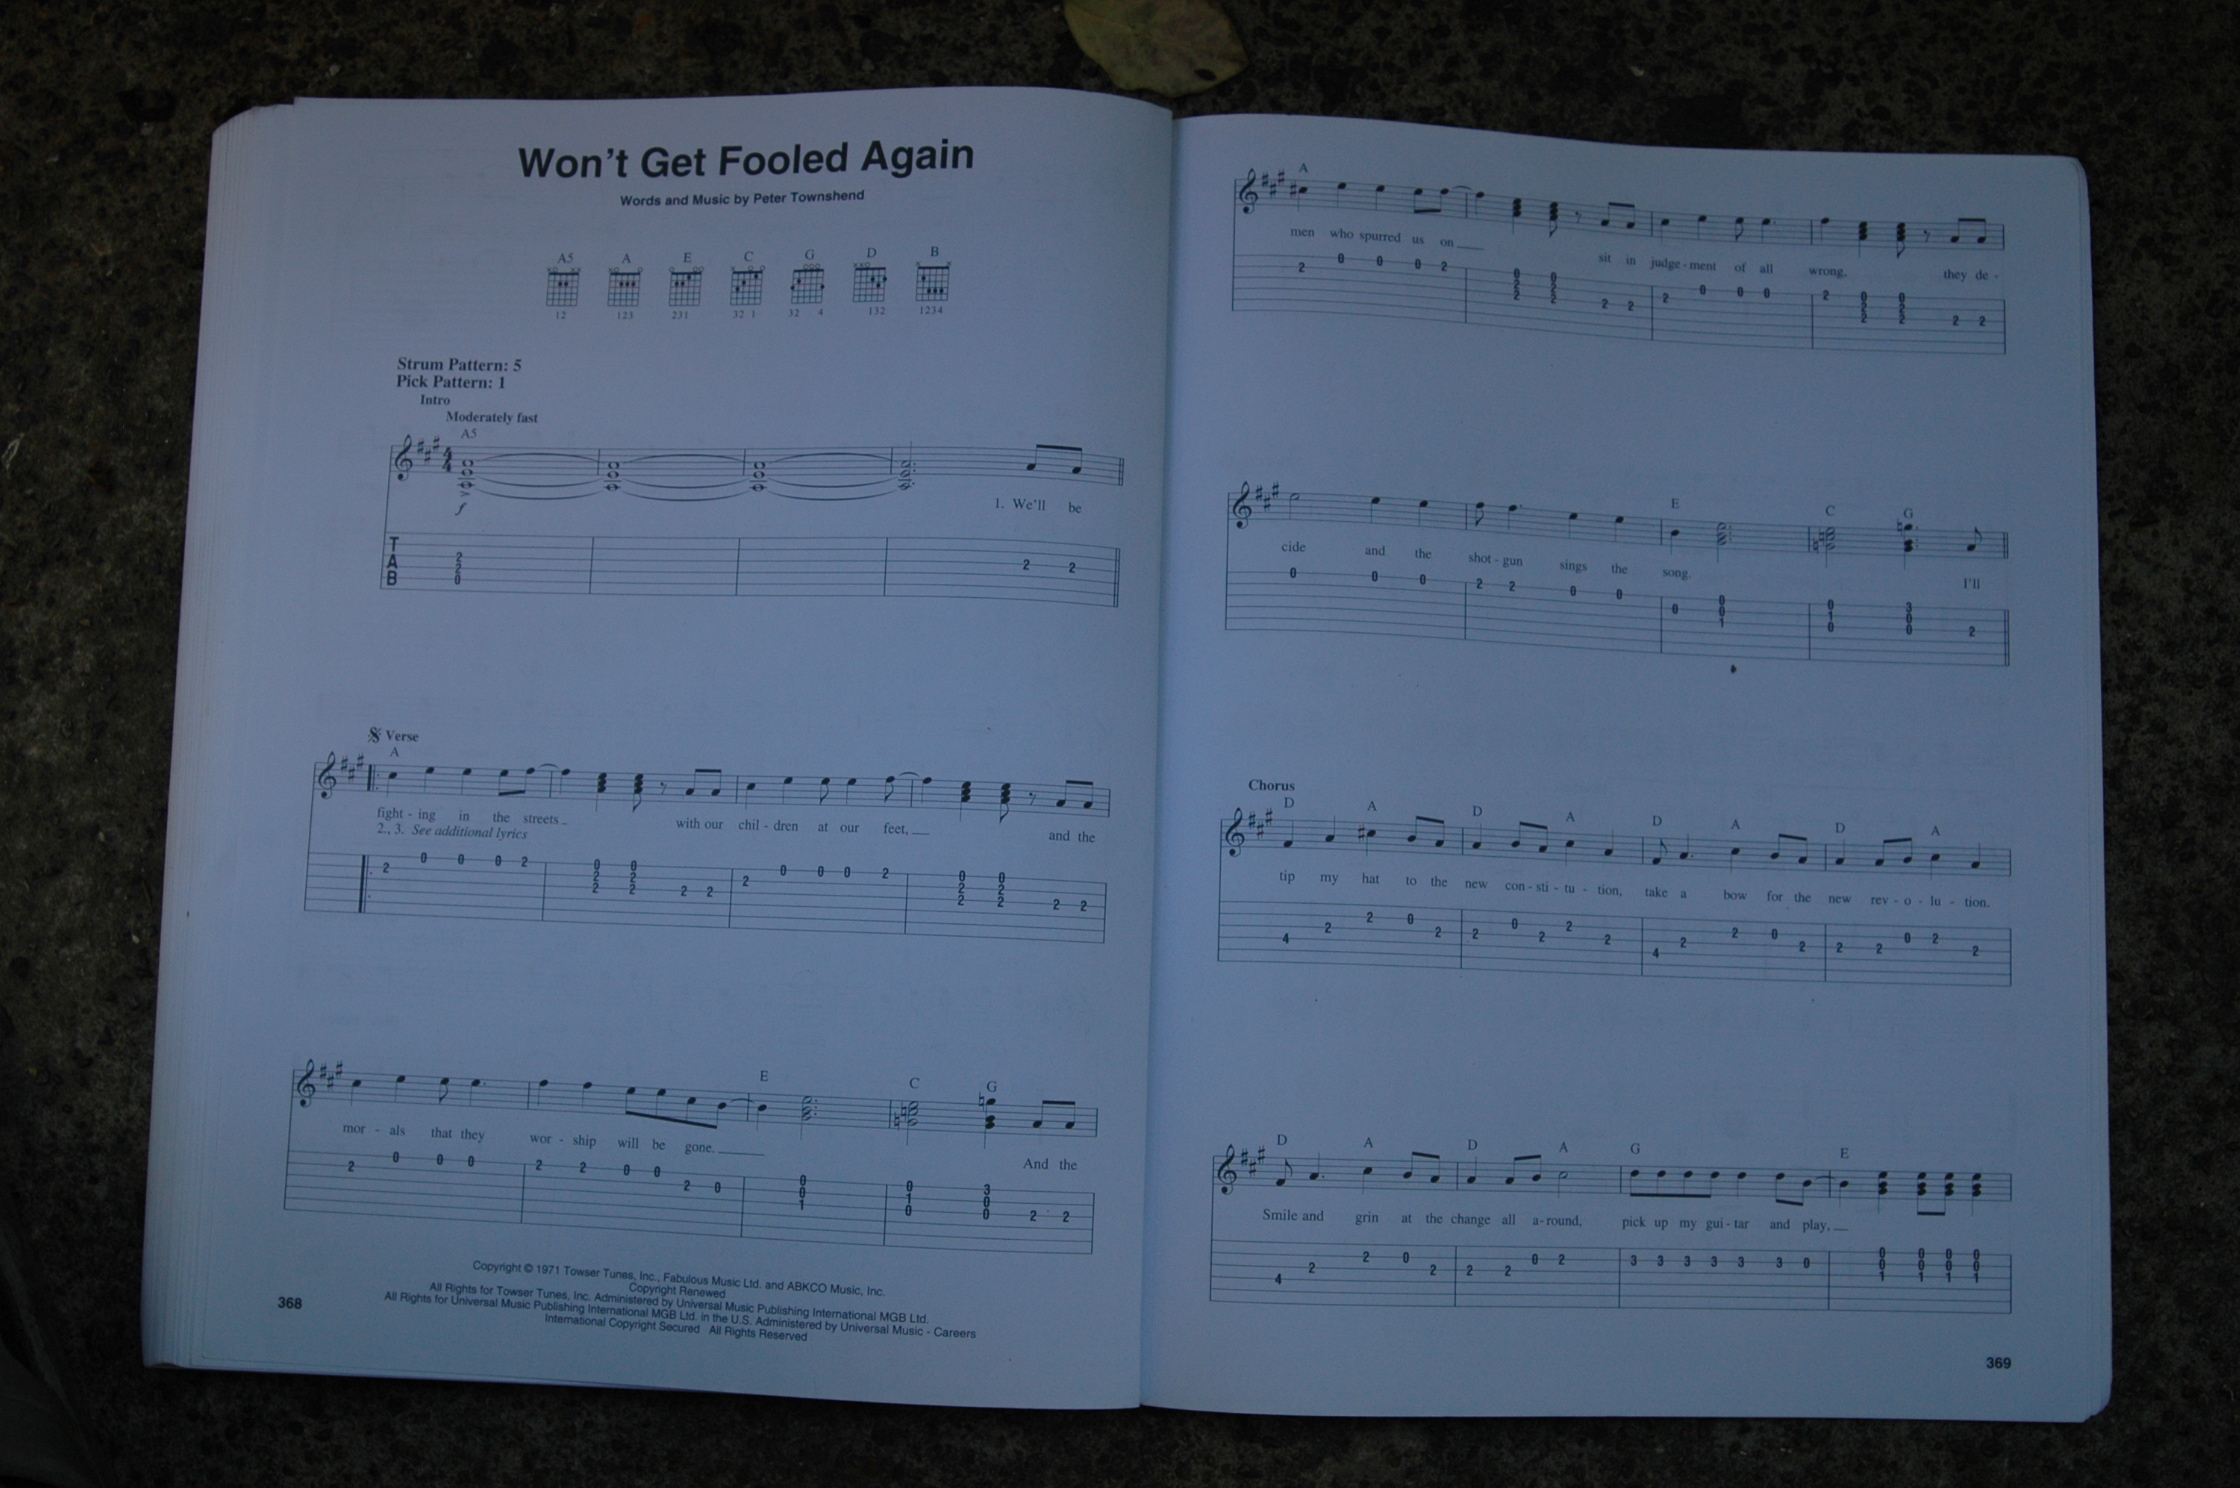 Won't Get Fooled Again
Words and Music by Peter Townshend
A5 A E C G D B
12 123 231 32 1 32 4 132 1234
Strum Pattern: 5
Pick Pattern: 1
Intro
Moderately fast
A5
4
4
f
1. We'll be
T
A
B
2 2 0 2 2
Verse
A
fight - ing in the streets with our chil - dren at our feet, and the
2., 3. See additional lyrics
2 0 0 0 2 0 2 2 0 2 2 2 2 2 0 0 0 2 0 2 2 0 2 2 2 2
E C G
mor - als that they wor - ship will be gone. And the
2 0 0 0 2 2 0 0 2 0 0 0 1 0 1 0 3 0 0 2 2
Copyright © 1971 Towser Tunes, Inc., Fabulous Music Ltd. and ABKCO Music, Inc.
Copyright Renewed
All Rights for Towser Tunes, Inc. Administered by Universal Music Publishing International MGB Ltd.
All Rights for Universal Music Publishing International MGB Ltd. in the U.S. Administered by Universal Music - Careers
International Copyright Secured All Rights Reserved
368
A
men who spurred us on sit in judge - ment of all wrong, they de -
2 0 0 0 2 0 2 2 0 2 2 2 2 2 0 0 0 2 0 2 2 0 2 2 2 2
E C G
cide and the shot - gun sings the song. I'll
0 0 0 2 2 0 0 0 0 0 1 0 1 0 3 0 0 2
Chorus
D A D A D A D A
tip my hat to the new con - sti - tu - tion, take a bow for the new rev - o - lu - tion.
4 2 2 0 2 2 0 2 2 2 4 2 2 0 2 2 2 0 2 2
D A D A G E
Smile and grin at the change all a - round, pick up my gui - tar and play,
4 2 2 0 2 2 2 0 2 3 3 3 3 3 3 0 0 0 1 0 0 1 0 0 1 0 0 1
369